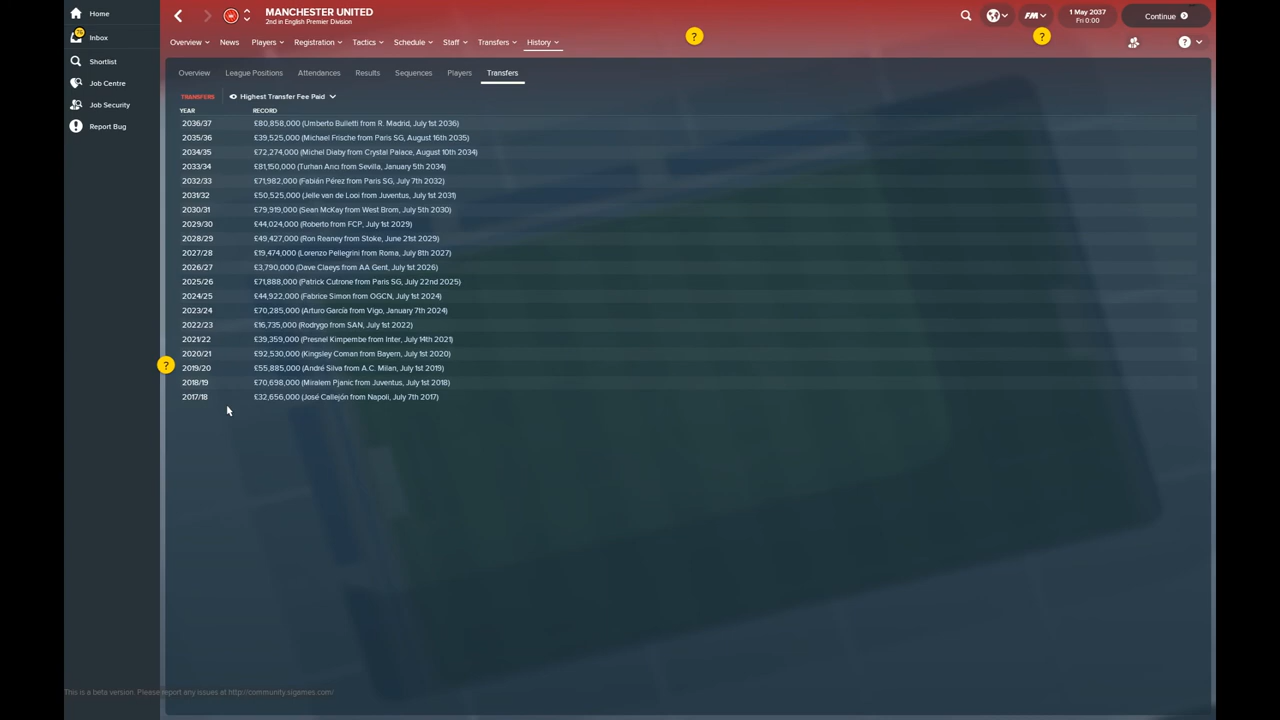 Home
MANCHESTER UNITED
2nd in English Premier Division
FM
1 May 2037
Fri 0:00
Continue
Inbox
Overview
News
Players
Registration
Tactics
Schedule
Staff
Transfers
History
?
?
?
Shortlist
Job Centre
Job Security
Report Bug
Overview
League Positions
Attendances
Results
Sequences
Players
Transfers
TRANSFERS
Highest Transfer Fee Paid
YEAR RECORD
2036/37 £80,858,000 (Umberto Bulletti from R. Madrid, July 1st 2036)
2035/36 £39,525,000 (Michael Frische from Paris SG, August 16th 2035)
2034/35 £72,274,000 (Michel Diaby from Crystal Palace, August 10th 2034)
2033/34 £81,150,000 (Turhan Arıcı from Sevilla, January 5th 2034)
2032/33 £71,982,000 (Fabián Pérez from Paris SG, July 7th 2032)
2031/32 £50,525,000 (Jelle van de Looi from Juventus, July 1st 2031)
2030/31 £79,919,000 (Sean McKay from West Brom, July 5th 2030)
2029/30 £44,024,000 (Roberto from FCP, July 1st 2029)
2028/29 £49,427,000 (Ron Reaney from Stoke, June 21st 2029)
2027/28 £19,474,000 (Lorenzo Pellegrini from Roma, July 8th 2027)
2026/27 £3,790,000 (Dave Claeys from AA Gent, July 1st 2026)
2025/26 £71,888,000 (Patrick Cutrone from Paris SG, July 22nd 2025)
2024/25 £44,922,000 (Fabrice Simon from OGCN, July 1st 2024)
2023/24 £70,285,000 (Arturo García from Vigo, January 7th 2024)
2022/23 £16,735,000 (Rodrygo from SAN, July 1st 2022)
2021/22 £39,359,000 (Presnel Kimpembe from Inter, July 14th 2021)
2020/21 £92,530,000 (Kingsley Coman from Bayern, July 1st 2020)
?
2019/20 £55,885,000 (André Silva from A.C. Milan, July 1st 2019)
2018/19 £70,698,000 (Miralem Pjanic from Juventus, July 1st 2018)
2017/18 £32,656,000 (José Callejón from Napoli, July 7th 2017)
This is a beta version. Please report any issues at http://community.sigames.com/